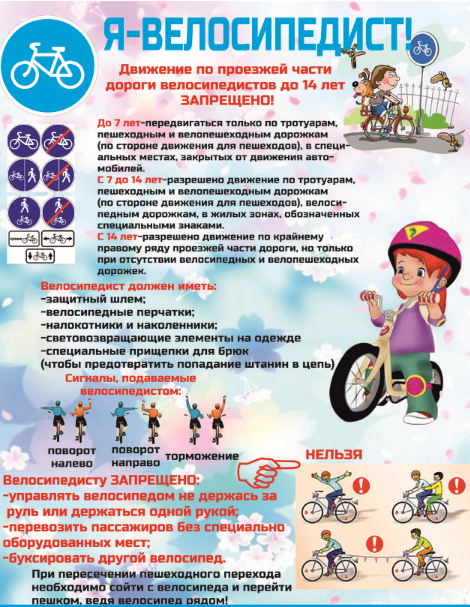 Я-ВЕЛОСИПЕДИСТ!
Движение по проезжей части
дороги велосипедистов до 14 лет
ЗАПРЕЩЕНО!
До 7 лет-передвигаться только по тротуарам,
пешеходным и велопешеходным дорожкам
(по стороне движения для пешеходов), в специ-
альных местах, закрытых от движения авто-
мобилей.
С 7 до 14 лет-разрешено движение по тротуарам,
пешеходным и велопешеходным дорожкам
(по стороне движения для пешеходов), велоси-
педным дорожкам, в жилых зонах, обозначенных
специальными знаками.
С 14 лет-разрешено движение по крайнему
правому ряду проезжей части дороги, но только
при отсутствии велосипедных и велопешеходных
дорожек.
Велосипедист должен иметь:
-защитный шлем;
-велосипедные перчатки;
-налокотники и наколенники;
-световозвращающие элементы на одежде
-специальные прищепки для брюк
(чтобы предотвратить попадание штанин в цепь)
Сигналы, подаваемые
велосипедистом:
поворот
налево
поворот
направо
торможение
НЕЛЬЗЯ
Велосипедисту ЗАПРЕЩЕНО:
-управлять велосипедом не держась за
руль или держаться одной рукой;
-перевозить пассажиров без специально
оборудованных мест;
-буксировать другой велосипед.
При пересечении пешеходного перехода
необходимо сойти с велосипеда и перейти
пешком, ведя велосипед рядом!